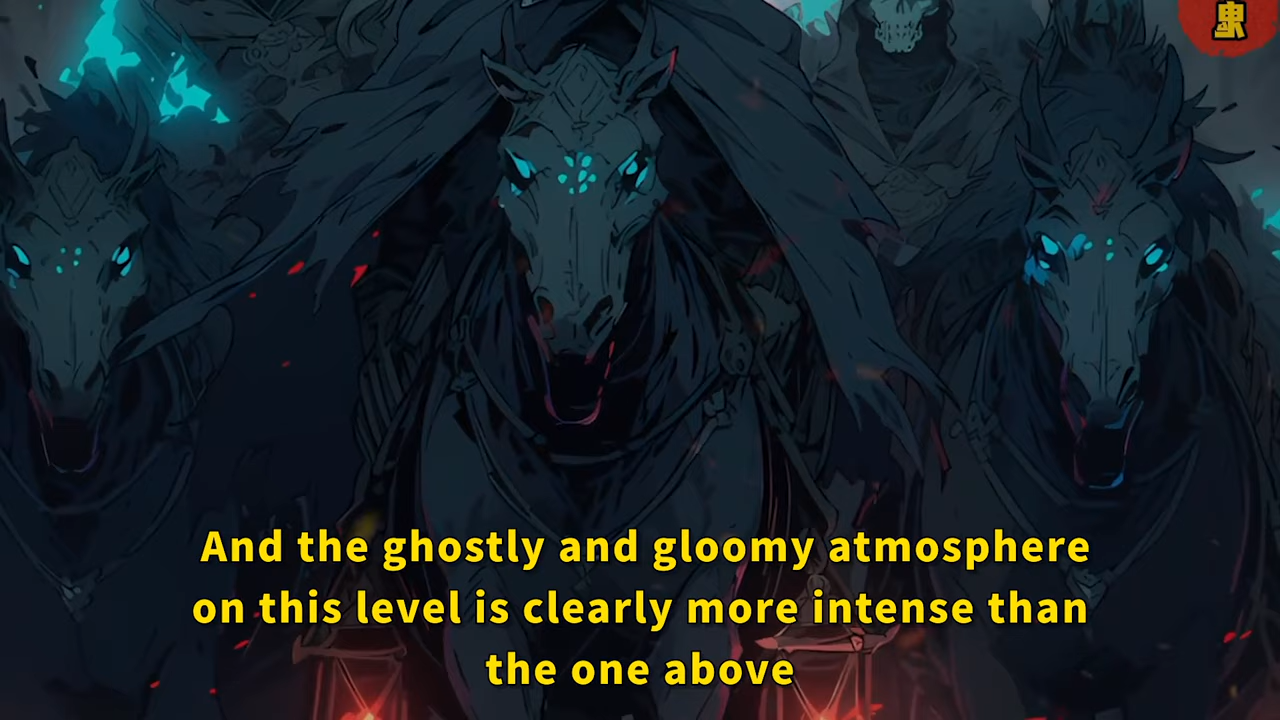 And the ghostly and gloomy atmosphere
on this level is clearly more intense than
the one above